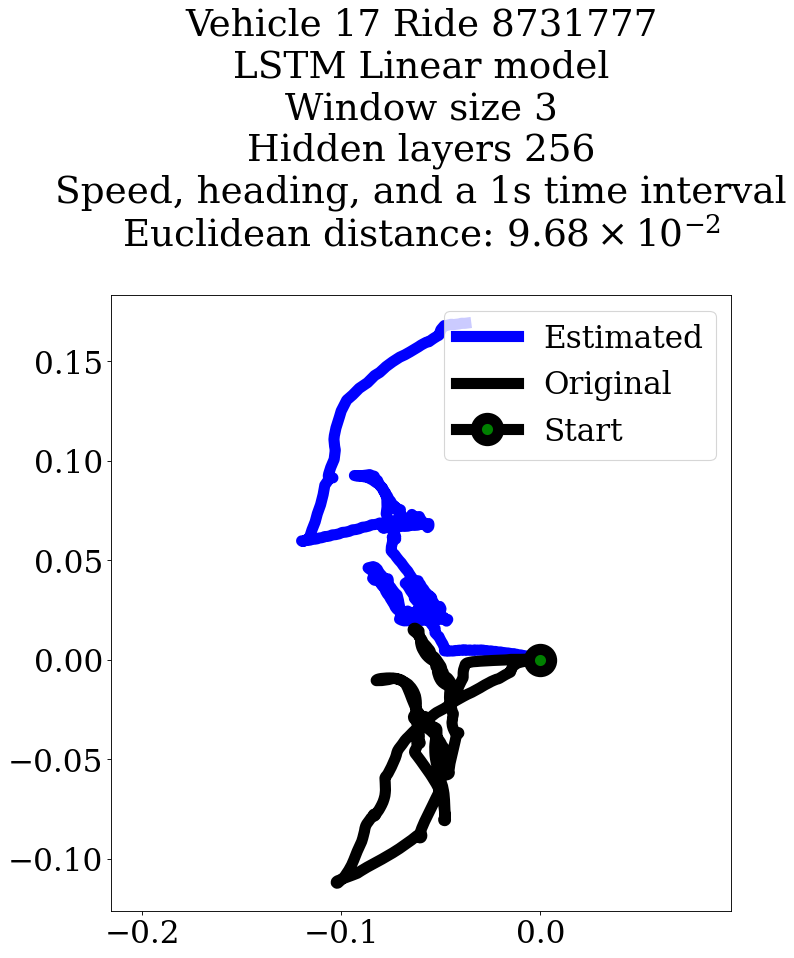 Vehicle 17 Ride 8731777
LSTM Linear model
Window size 3
Hidden layers 256
Speed, heading, and a 1s time interval
Euclidean distance: 9.68 × 10⁻²
Estimated
Original
Start
0.15
0.10
0.05
0.00
−0.05
−0.10
−0.2 −0.1 0.0